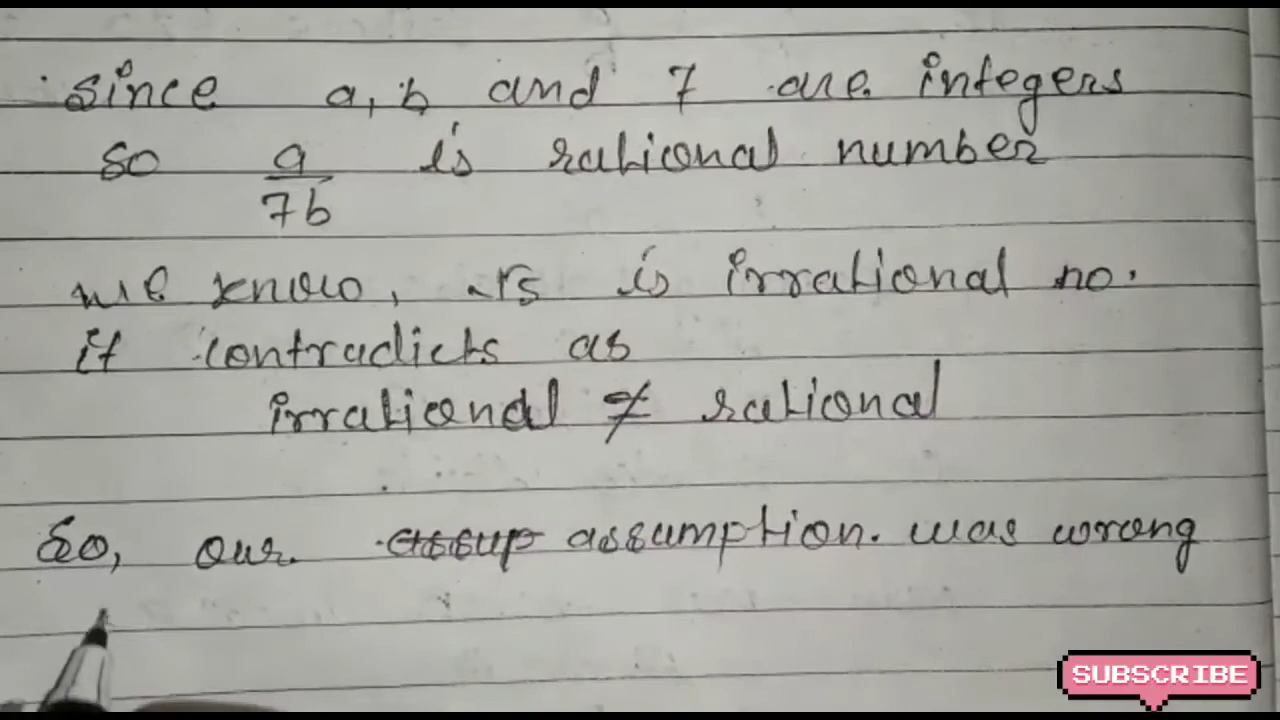 since a, b and 7 are integers
so a/7b is rational number
we know, √5 is irrational no.
it contradicts as
irrational ≠ rational
So, our assup assumption. was wrong
SUBSCRIBE